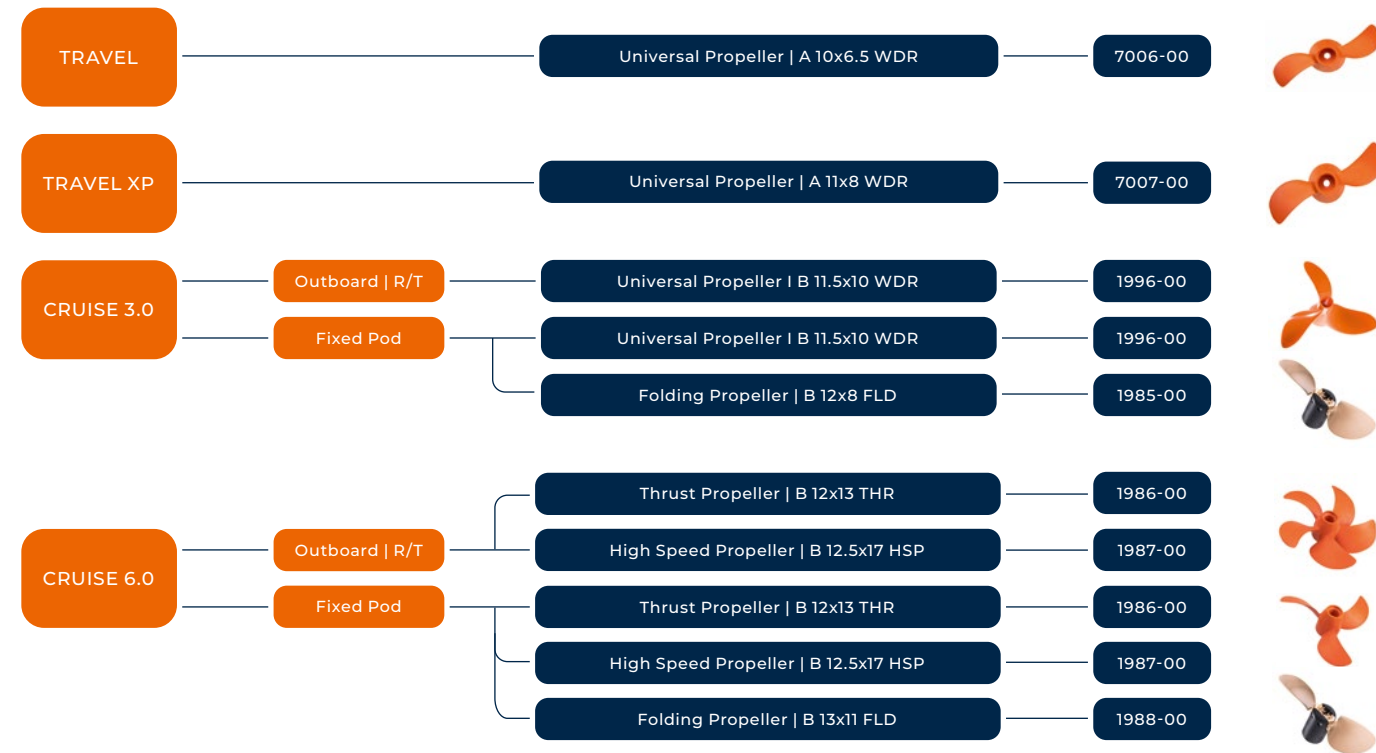 TRAVEL
Universal Propeller | A 10x6.5 WDR
7006-00
TRAVEL XP
Universal Propeller | A 11x8 WDR
7007-00
CRUISE 3.0
Outboard | R/T
Universal Propeller I B 11.5x10 WDR
1996-00
Fixed Pod
Universal Propeller I B 11.5x10 WDR
1996-00
Folding Propeller | B 12x8 FLD
1985-00
CRUISE 6.0
Outboard | R/T
Thrust Propeller | B 12x13 THR
1986-00
High Speed Propeller | B 12.5x17 HSP
1987-00
Fixed Pod
Thrust Propeller | B 12x13 THR
1986-00
High Speed Propeller | B 12.5x17 HSP
1987-00
Folding Propeller | B 13x11 FLD
1988-00